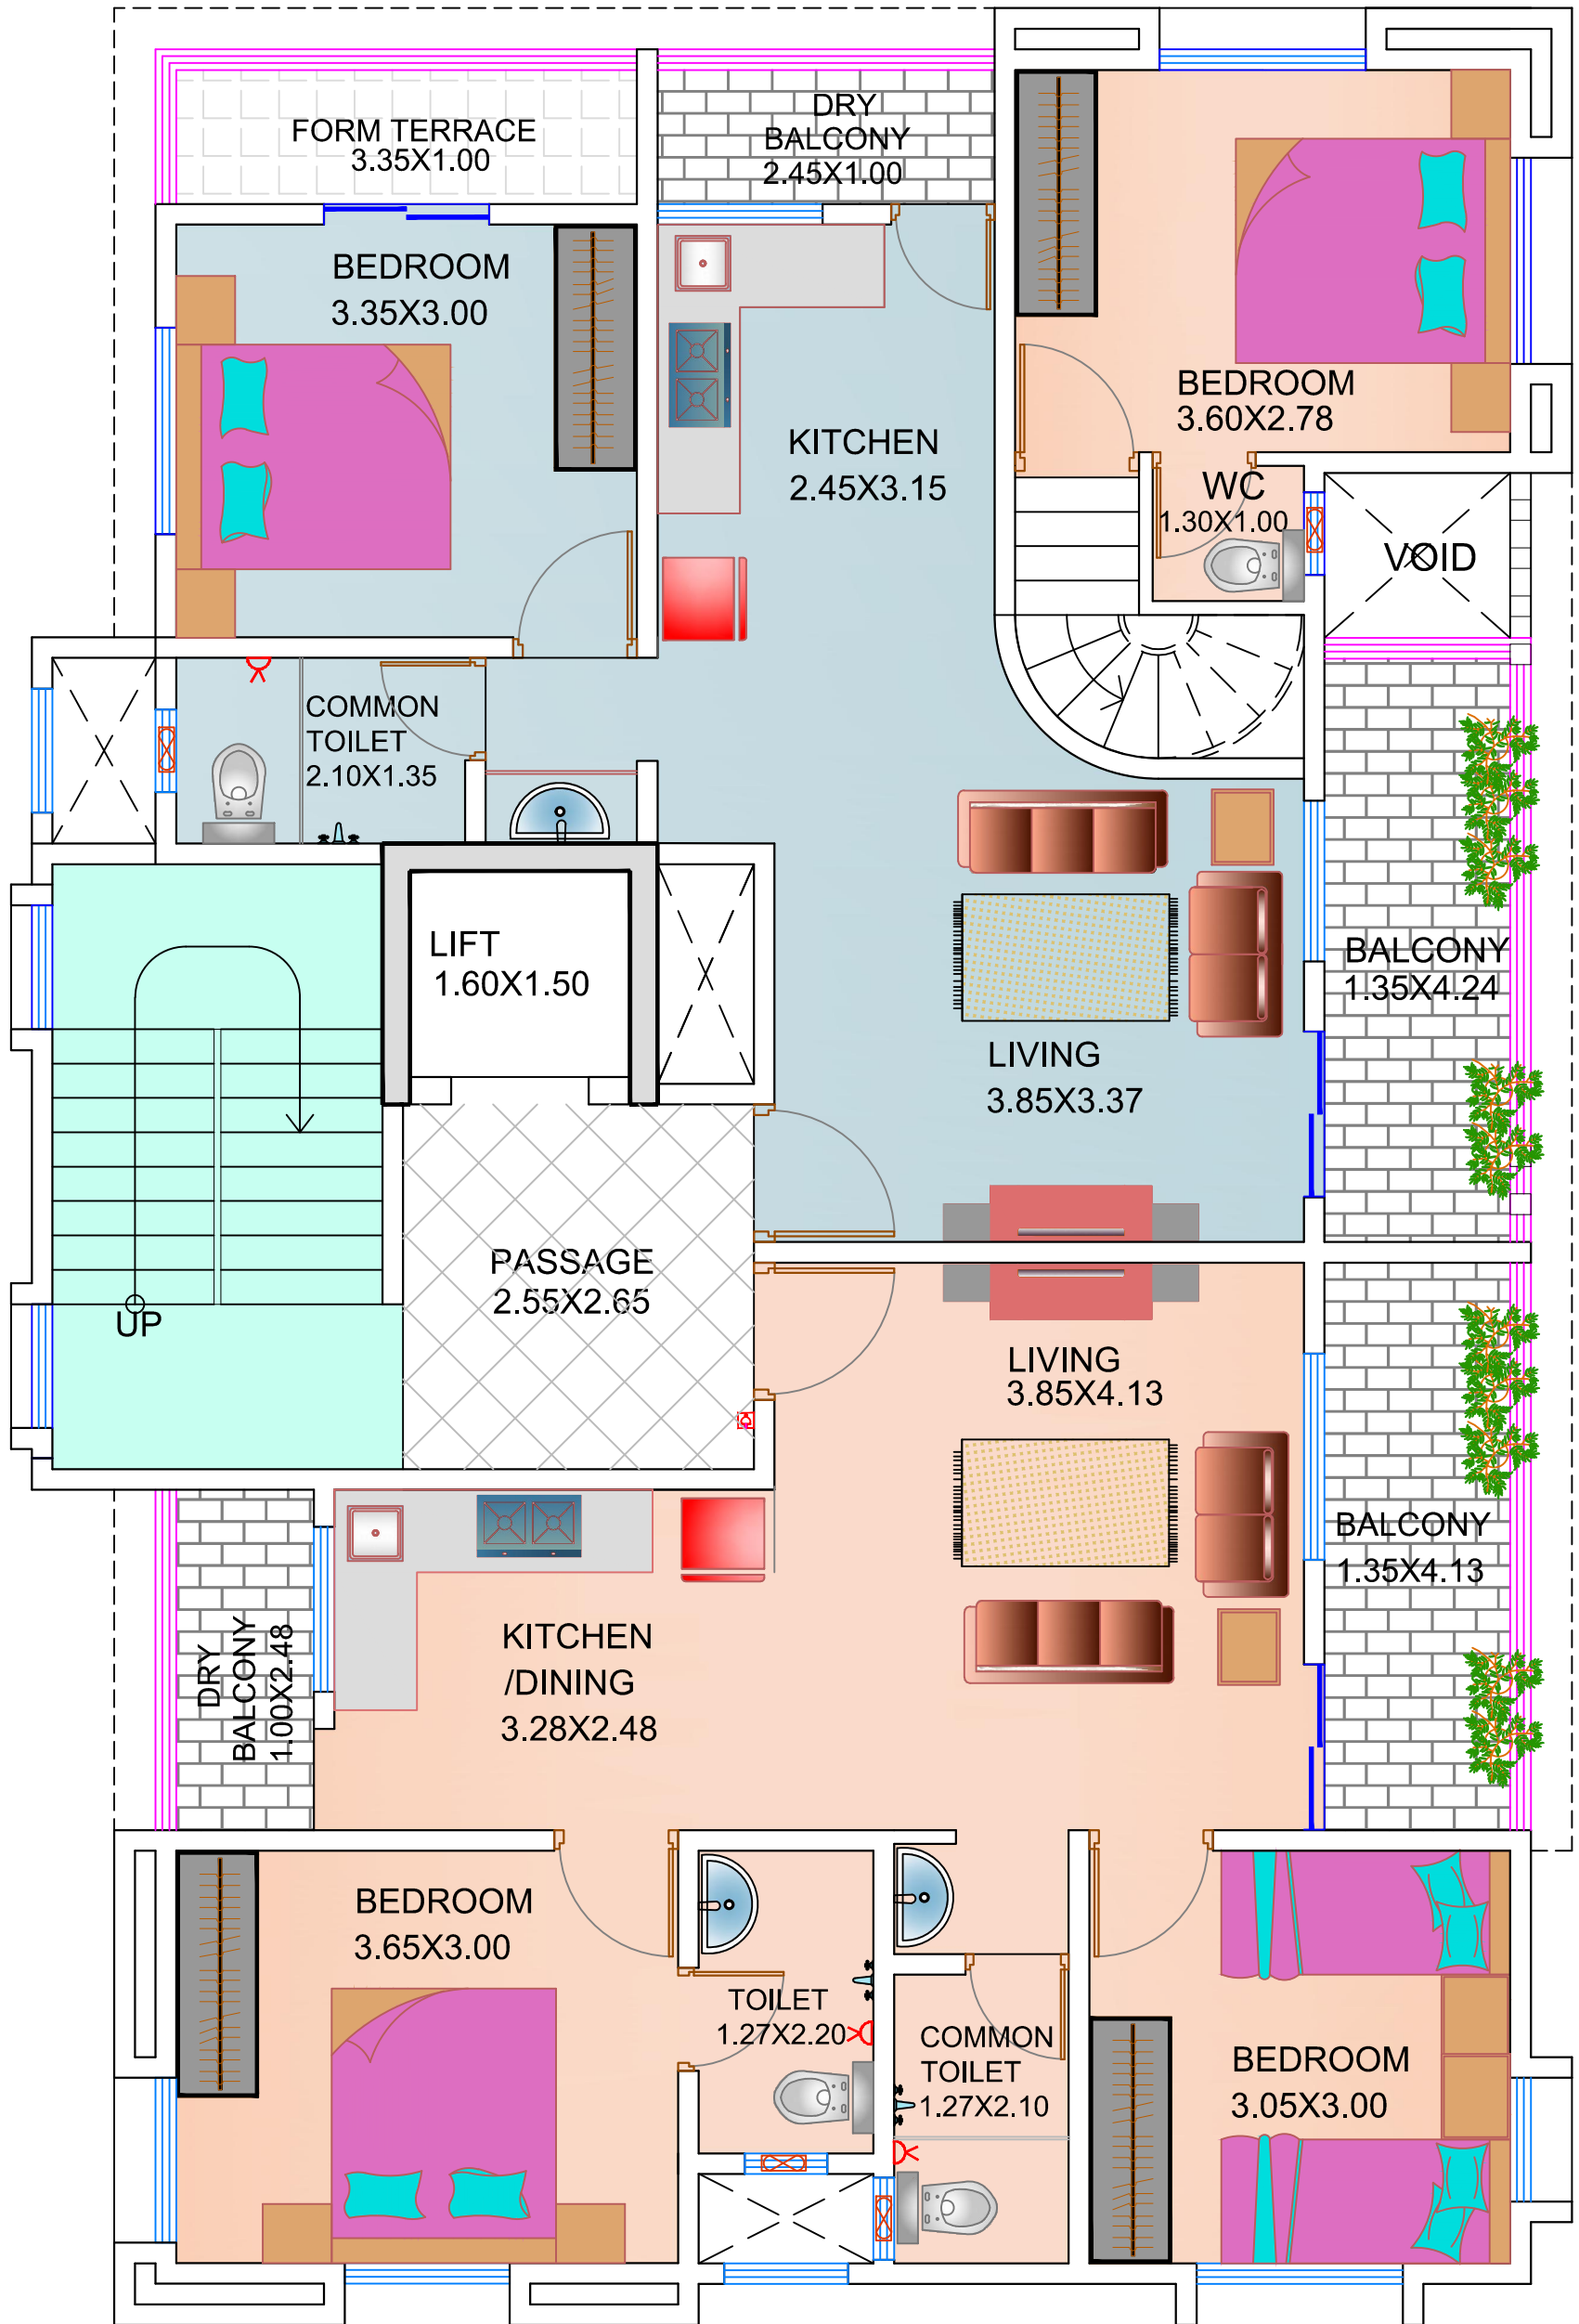 FORM TERRACE
3.35X1.00
DRY
BALCONY
2.45X1.00
BEDROOM
3.35X3.00
KITCHEN
2.45X3.15
BEDROOM
3.60X2.78
WC
1.30X1.00
VOID
COMMON
TOILET
2.10X1.35
LIFT
1.60X1.50
BALCONY
1.35X4.24
LIVING
3.85X3.37
PASSAGE
2.55X2.65
UP
LIVING
3.85X4.13
BALCONY
1.35X4.13
DRY
BALCONY
1.00X2.48
KITCHEN
/DINING
3.28X2.48
BEDROOM
3.65X3.00
TOILET
1.27X2.20
COMMON
TOILET
1.27X2.10
BEDROOM
3.05X3.00